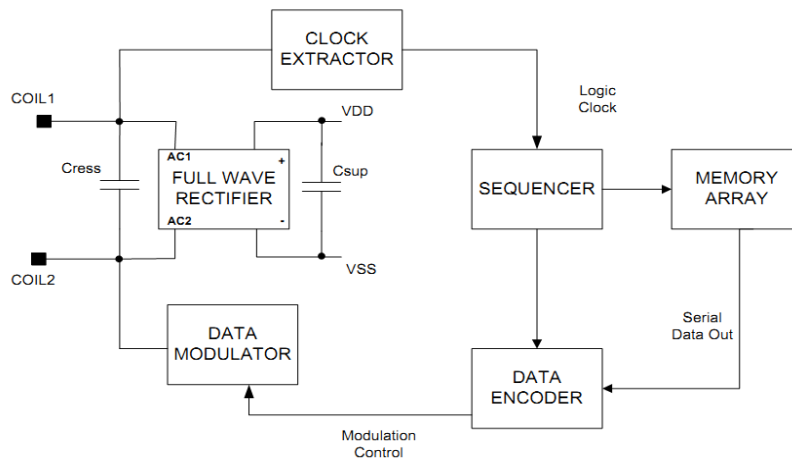 CLOCK
EXTRACTOR
COIL1
VDD
Logic
Clock
AC1
+
Cress
FULL WAVE
RECTIFIER
Csup
SEQUENCER
MEMORY
ARRAY
AC2
-
COIL2
VSS
DATA
MODULATOR
Serial
Data Out
DATA
ENCODER
Modulation
Control